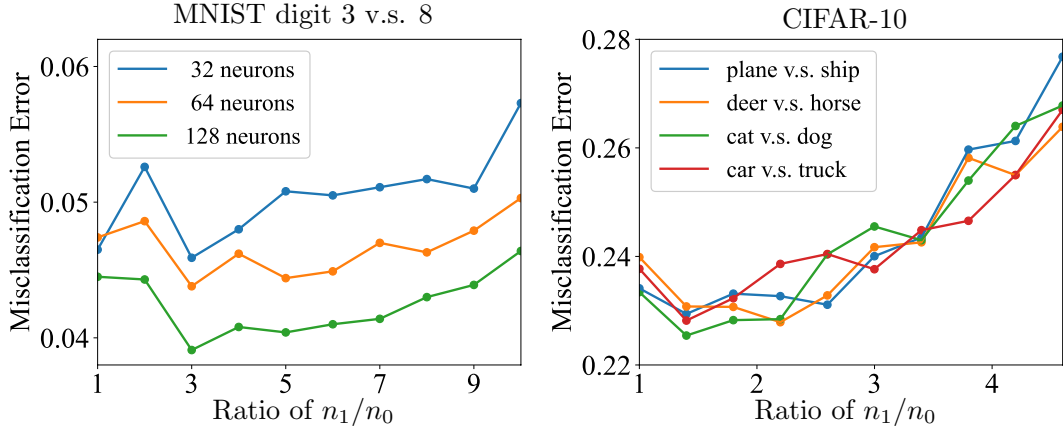 MNIST digit 3 v.s. 8
Misclassification Error
0.06
0.05
0.04
32 neurons
64 neurons
128 neurons
1 3 5 7 9
Ratio of n₁/n₀
CIFAR-10
Misclassification Error
0.28
0.26
0.24
0.22
plane v.s. ship
deer v.s. horse
cat v.s. dog
car v.s. truck
1 2 3 4
Ratio of n₁/n₀